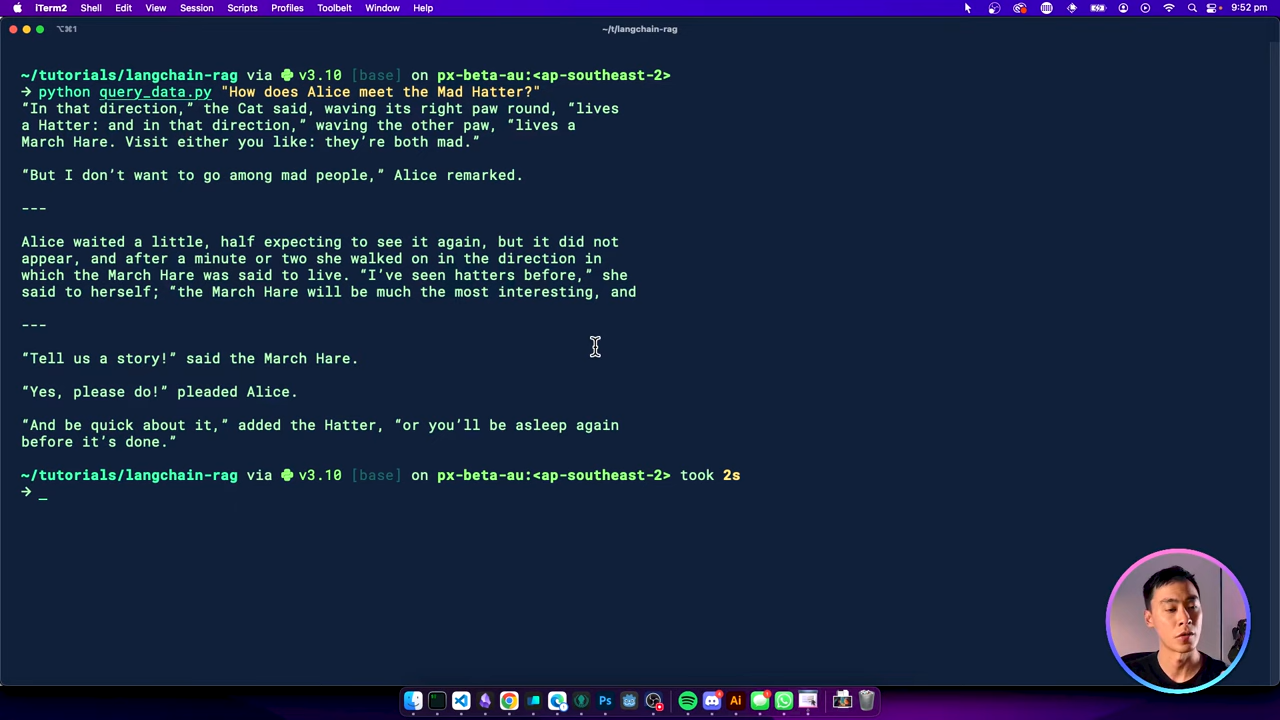 iTerm2 Shell Edit View Session Scripts Profiles Toolbelt Window Help 9:52 pm
⌥⌘1 ~/t/langchain-rag
~/tutorials/langchain-rag via v3.10 [base] on px-beta-au:<ap-southeast-2>
→ python query_data.py "How does Alice meet the Mad Hatter?"
“In that direction,” the Cat said, waving its right paw round, “lives
a Hatter: and in that direction,” waving the other paw, “lives a
March Hare. Visit either you like: they’re both mad.”
“But I don’t want to go among mad people,” Alice remarked.
---
Alice waited a little, half expecting to see it again, but it did not
appear, and after a minute or two she walked on in the direction in
which the March Hare was said to live. “I’ve seen hatters before,” she
said to herself; “the March Hare will be much the most interesting, and
---
“Tell us a story!” said the March Hare.
“Yes, please do!” pleaded Alice.
“And be quick about it,” added the Hatter, “or you’ll be asleep again
before it’s done.”
~/tutorials/langchain-rag via v3.10 [base] on px-beta-au:<ap-southeast-2> took 2s
→ _
Ps Ai